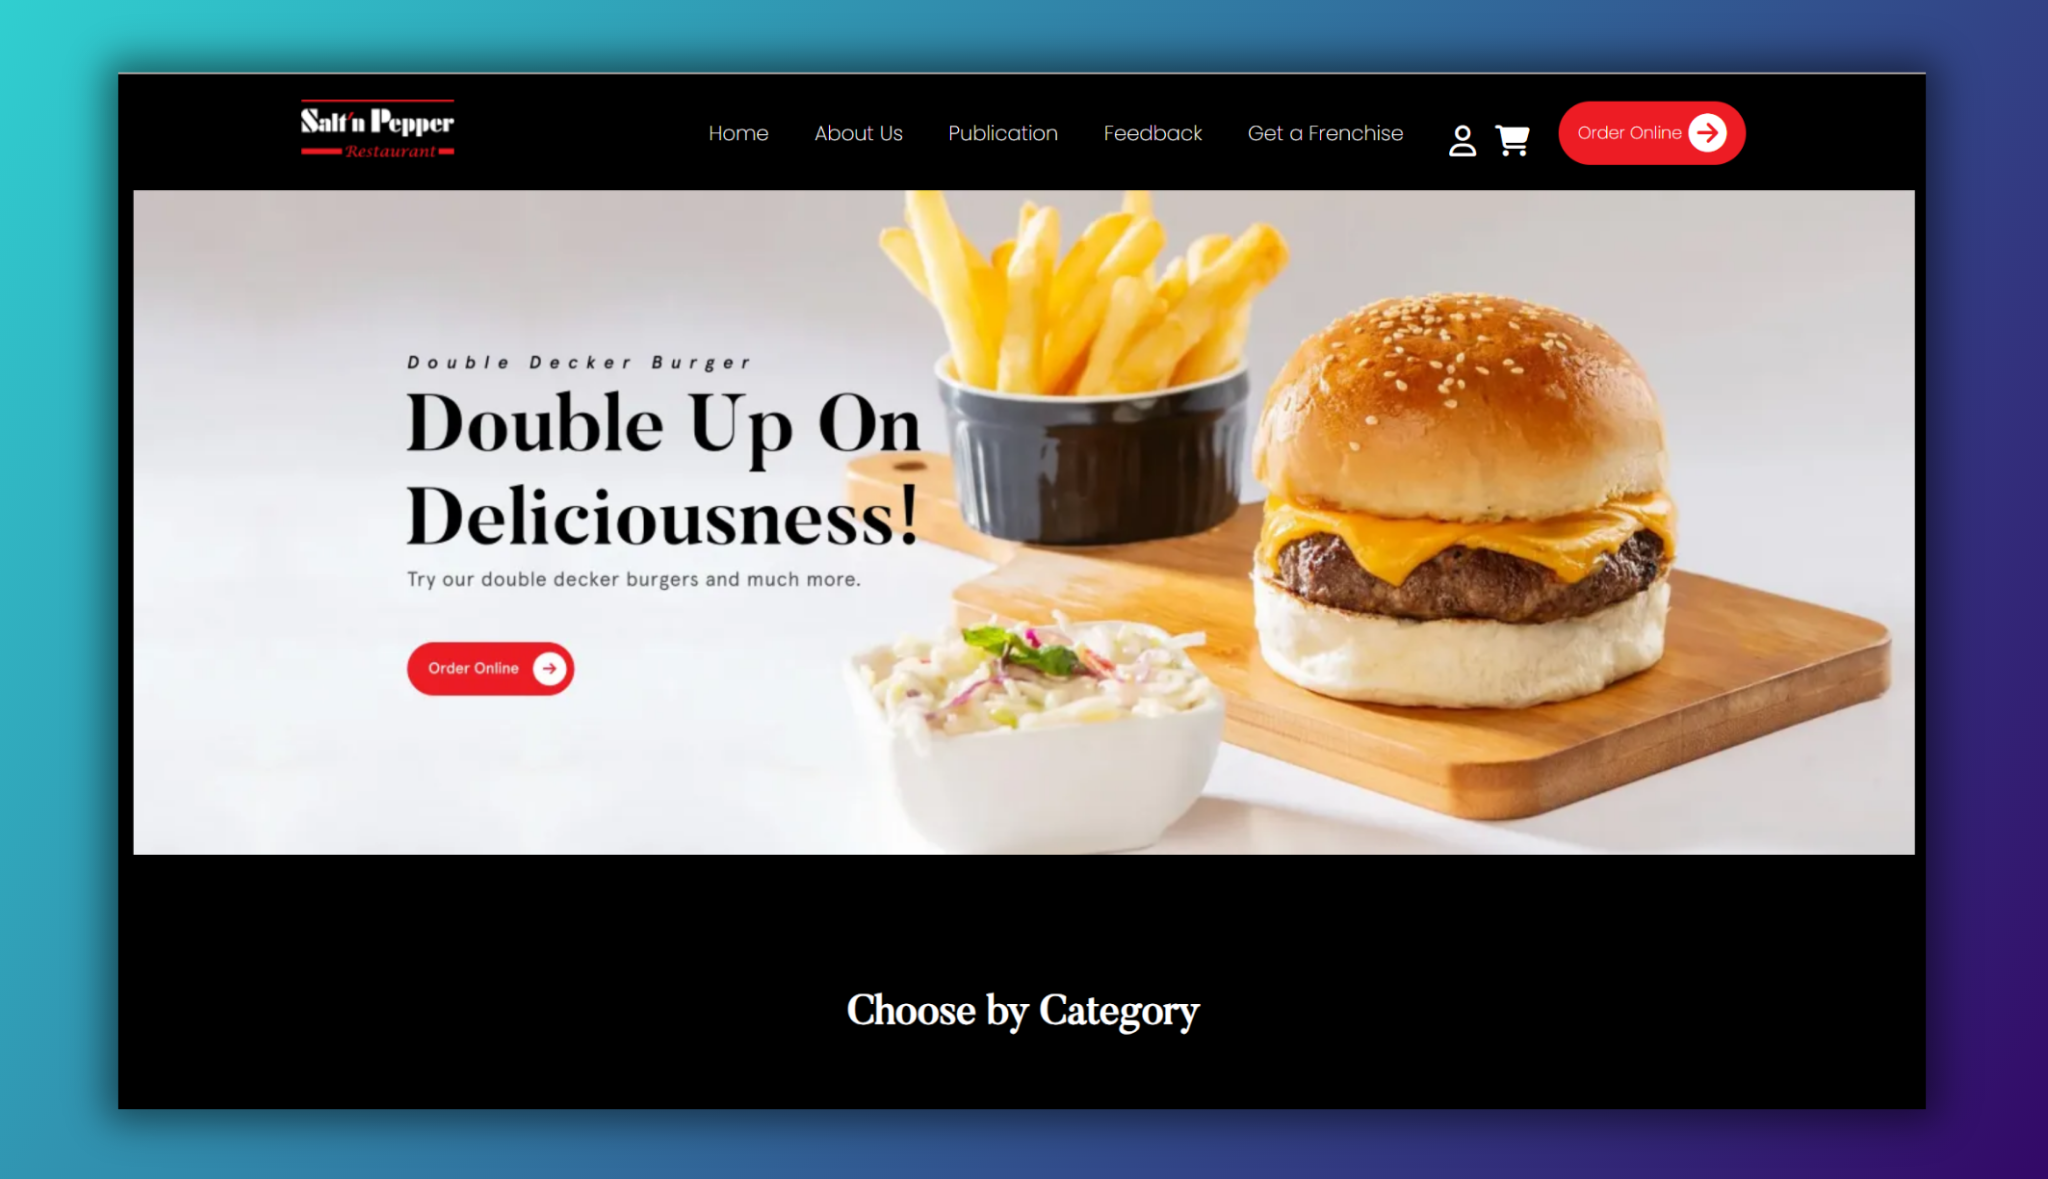 Salt'n Pepper
Restaurant
Home About Us Publication Feedback Get a Frenchise Order Online
Double Decker Burger
Double Up On
Deliciousness!
Try our double decker burgers and much more.
Order Online
Choose by Category